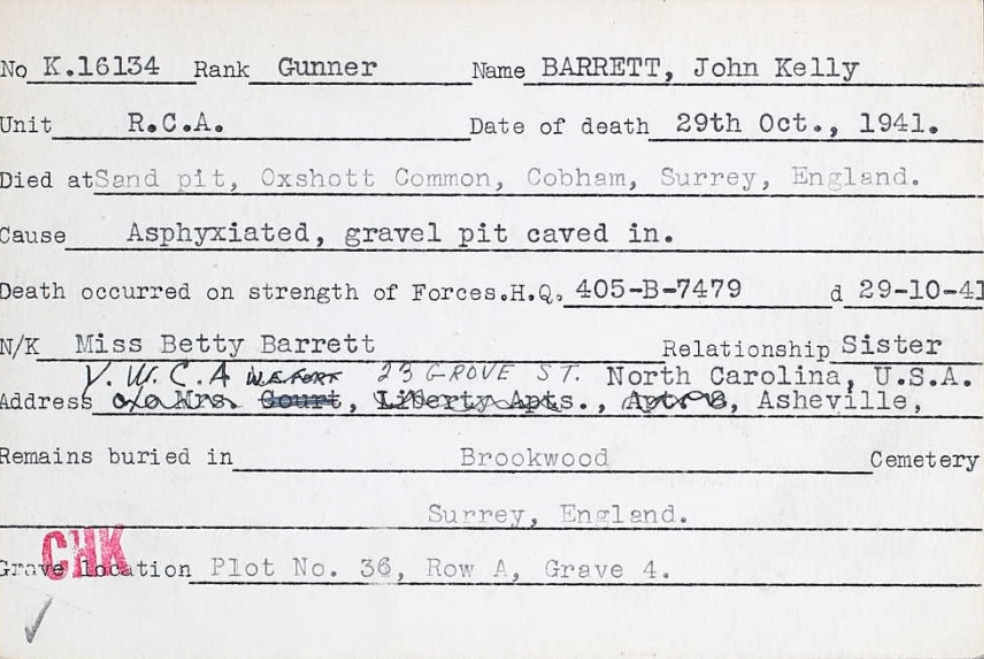 No K.16134 Rank Gunner Name BARRETT, John Kelly
Unit R.C.A. Date of death 29th Oct., 1941.
Died at Sand pit, Oxshott Common, Cobham, Surrey, England.
Cause Asphyxiated, gravel pit caved in.
Death occurred on strength of Forces.H.Q. 405-B-7479 d 29-10-41
N/K Miss Betty Barrett Relationship Sister
Y.W.C.A 23 GROVE ST. North Carolina, U.S.A.
Address c/o Mrs. Court, Liberty Apts., Apt. Asheville,
Remains buried in Brookwood Cemetery
Surrey, England.
CHK
Grave location Plot No. 36, Row A, Grave 4.